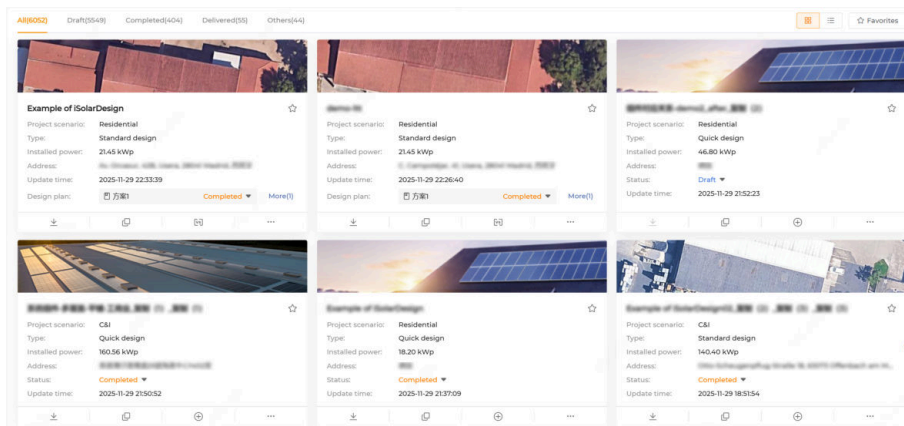 All(6052) Draft(5549) Completed(404) Delivered(55) Others(44) Favorites
Example of iSolarDesign
Project scenario: Residential
Type: Standard design
Installed power: 21.45 kWp
Address:
Update time: 2025-11-29 22:33:39
Design plan: 方案1 Completed More(1)
Project scenario: Residential
Type: Standard design
Installed power: 21.45 kWp
Address:
Update time: 2025-11-29 22:26:40
Design plan: 方案1 Completed More(1)
Project scenario: Residential
Type: Quick design
Installed power: 46.80 kWp
Address:
Status: Draft
Update time: 2025-11-29 21:52:23
Project scenario: C&I
Type: Quick design
Installed power: 160.56 kWp
Address:
Status: Completed
Update time: 2025-11-29 21:50:52
Project scenario: Residential
Type: Quick design
Installed power: 18.20 kWp
Address:
Status: Completed
Update time: 2025-11-29 21:37:09
Project scenario: C&I
Type: Standard design
Installed power: 140.40 kWp
Address:
Status: Completed
Update time: 2025-11-29 18:51:54